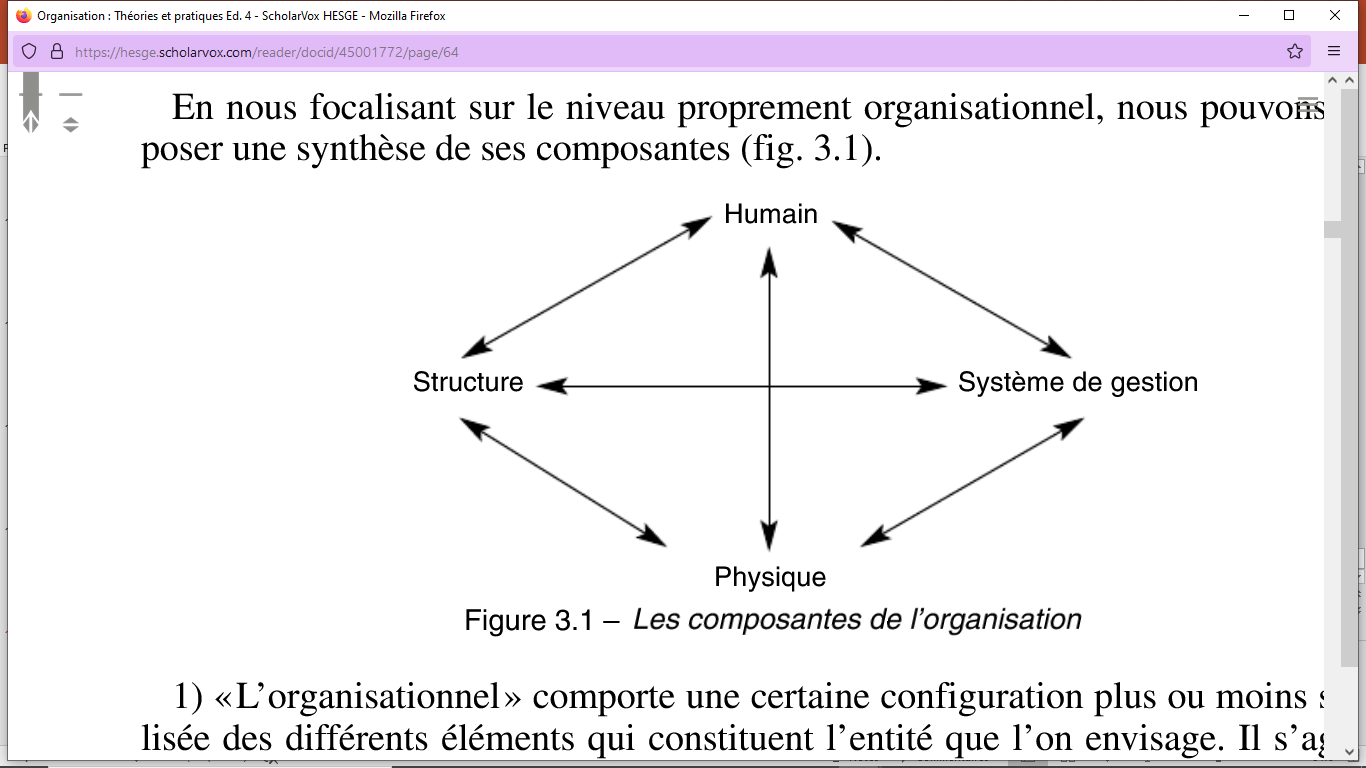 Organisation : Théories et pratiques Ed. 4 - ScholarVox HESGE - Mozilla Firefox
https://hesge.scholarvox.com/reader/docid/45001772/page/64
En nous focalisant sur le niveau proprement organisationnel, nous pouvons
poser une synthèse de ses composantes (fig. 3.1).
Humain
Structure
Système de gestion
Physique
Figure 3.1 – Les composantes de l'organisation
1) «L'organisationnel» comporte une certaine configuration plus ou moins s
lisée des différents éléments qui constituent l'entité que l'on envisage. Il s'ag